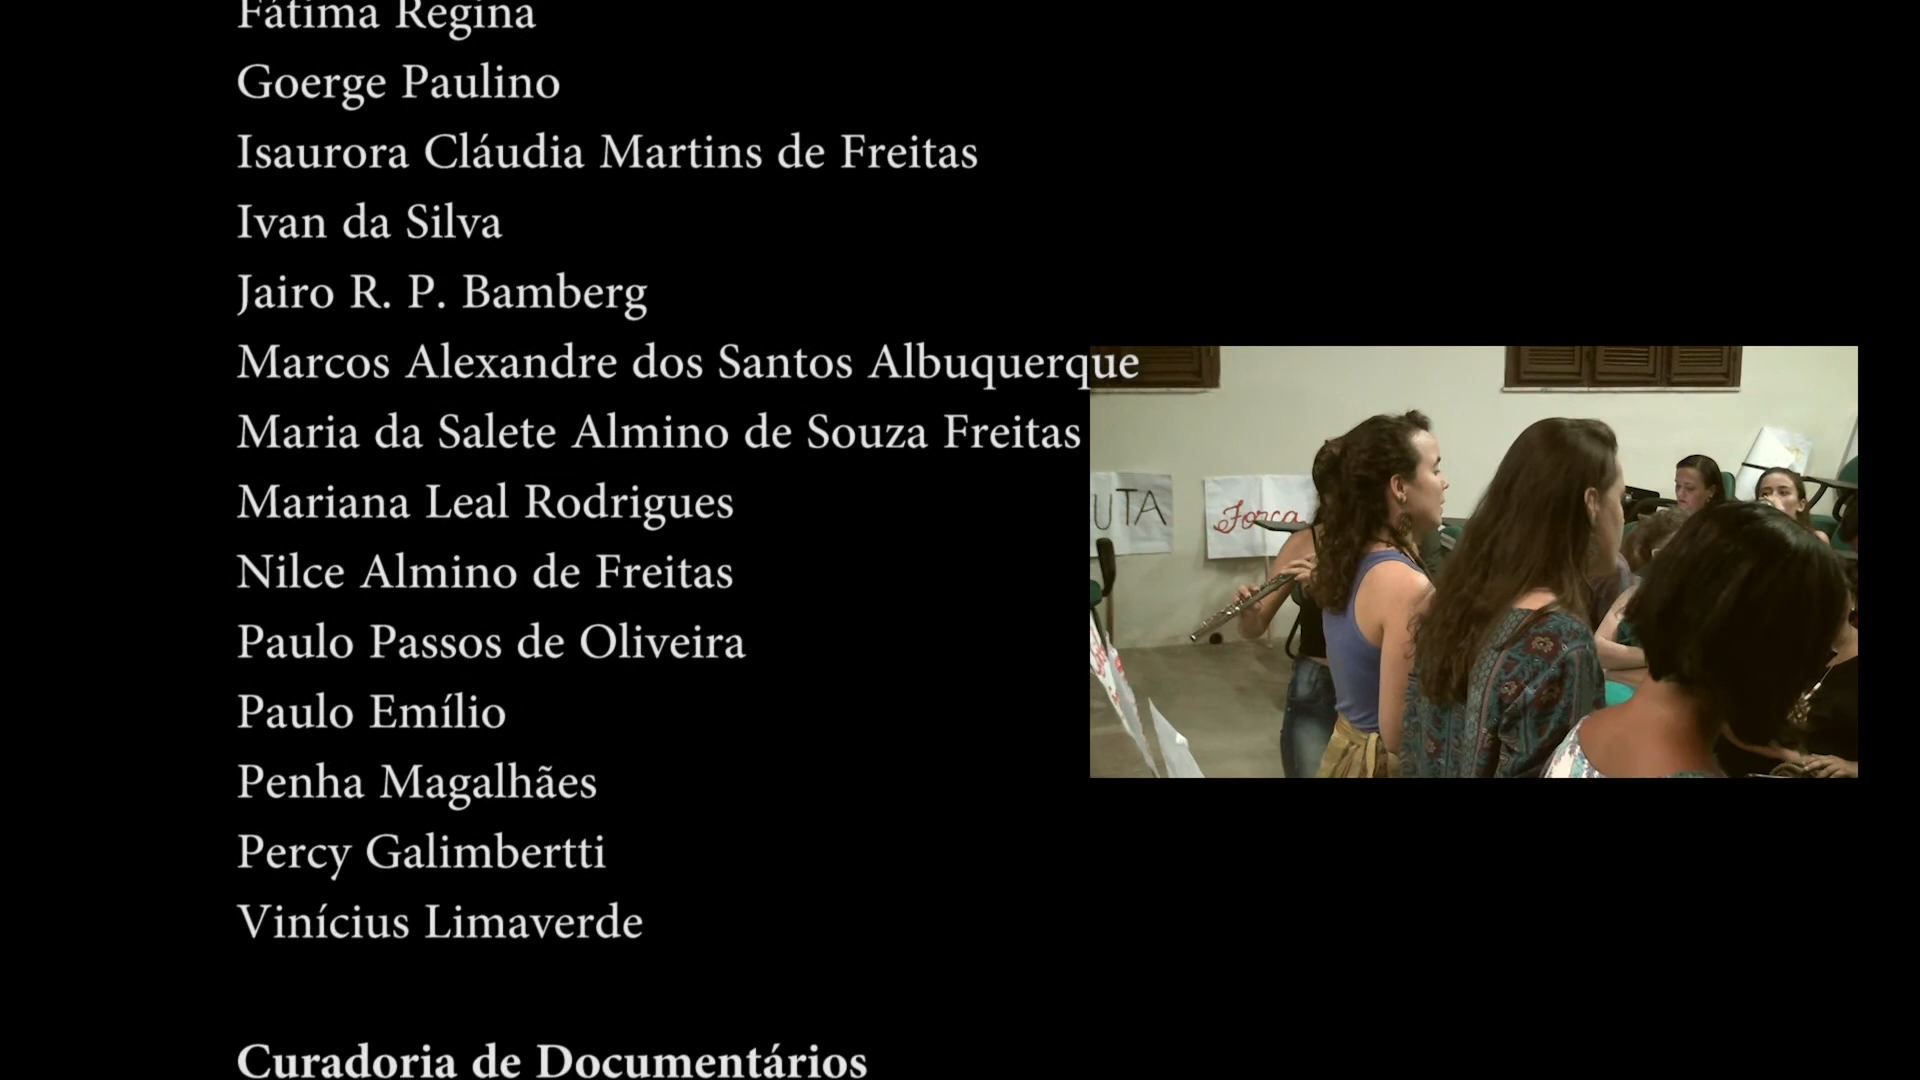 Fátima Regina
Goerge Paulino
Isaurora Cláudia Martins de Freitas
Ivan da Silva
Jairo R. P. Bamberg
Marcos Alexandre dos Santos Albuquerque
Maria da Salete Almino de Souza Freitas
Mariana Leal Rodrigues
Nilce Almino de Freitas
Paulo Passos de Oliveira
Paulo Emílio
Penha Magalhães
Percy Galimbertti
Vinícius Limaverde
Curadoria de Documentários
UTA
Força